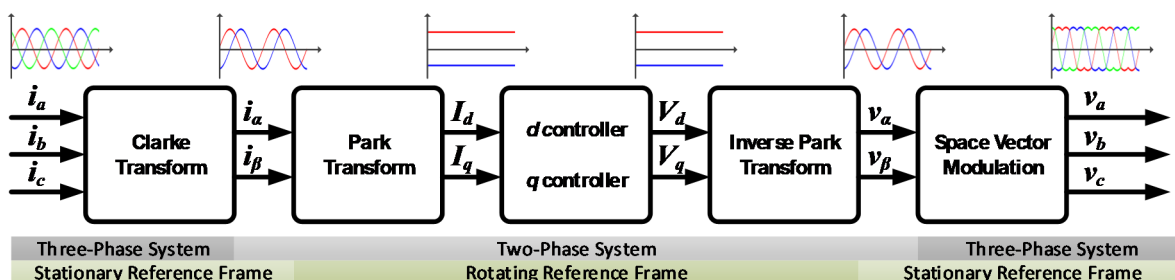 i_a
i_b
i_c
Clarke
Transform
i_α
i_β
Park
Transform
I_d
I_q
d controller
q controller
V_d
V_q
Inverse Park
Transform
v_α
v_β
Space Vector
Modulation
v_a
v_b
v_c
Three-Phase System
Two-Phase System
Three-Phase System
Stationary Reference Frame
Rotating Reference Frame
Stationary Reference Frame